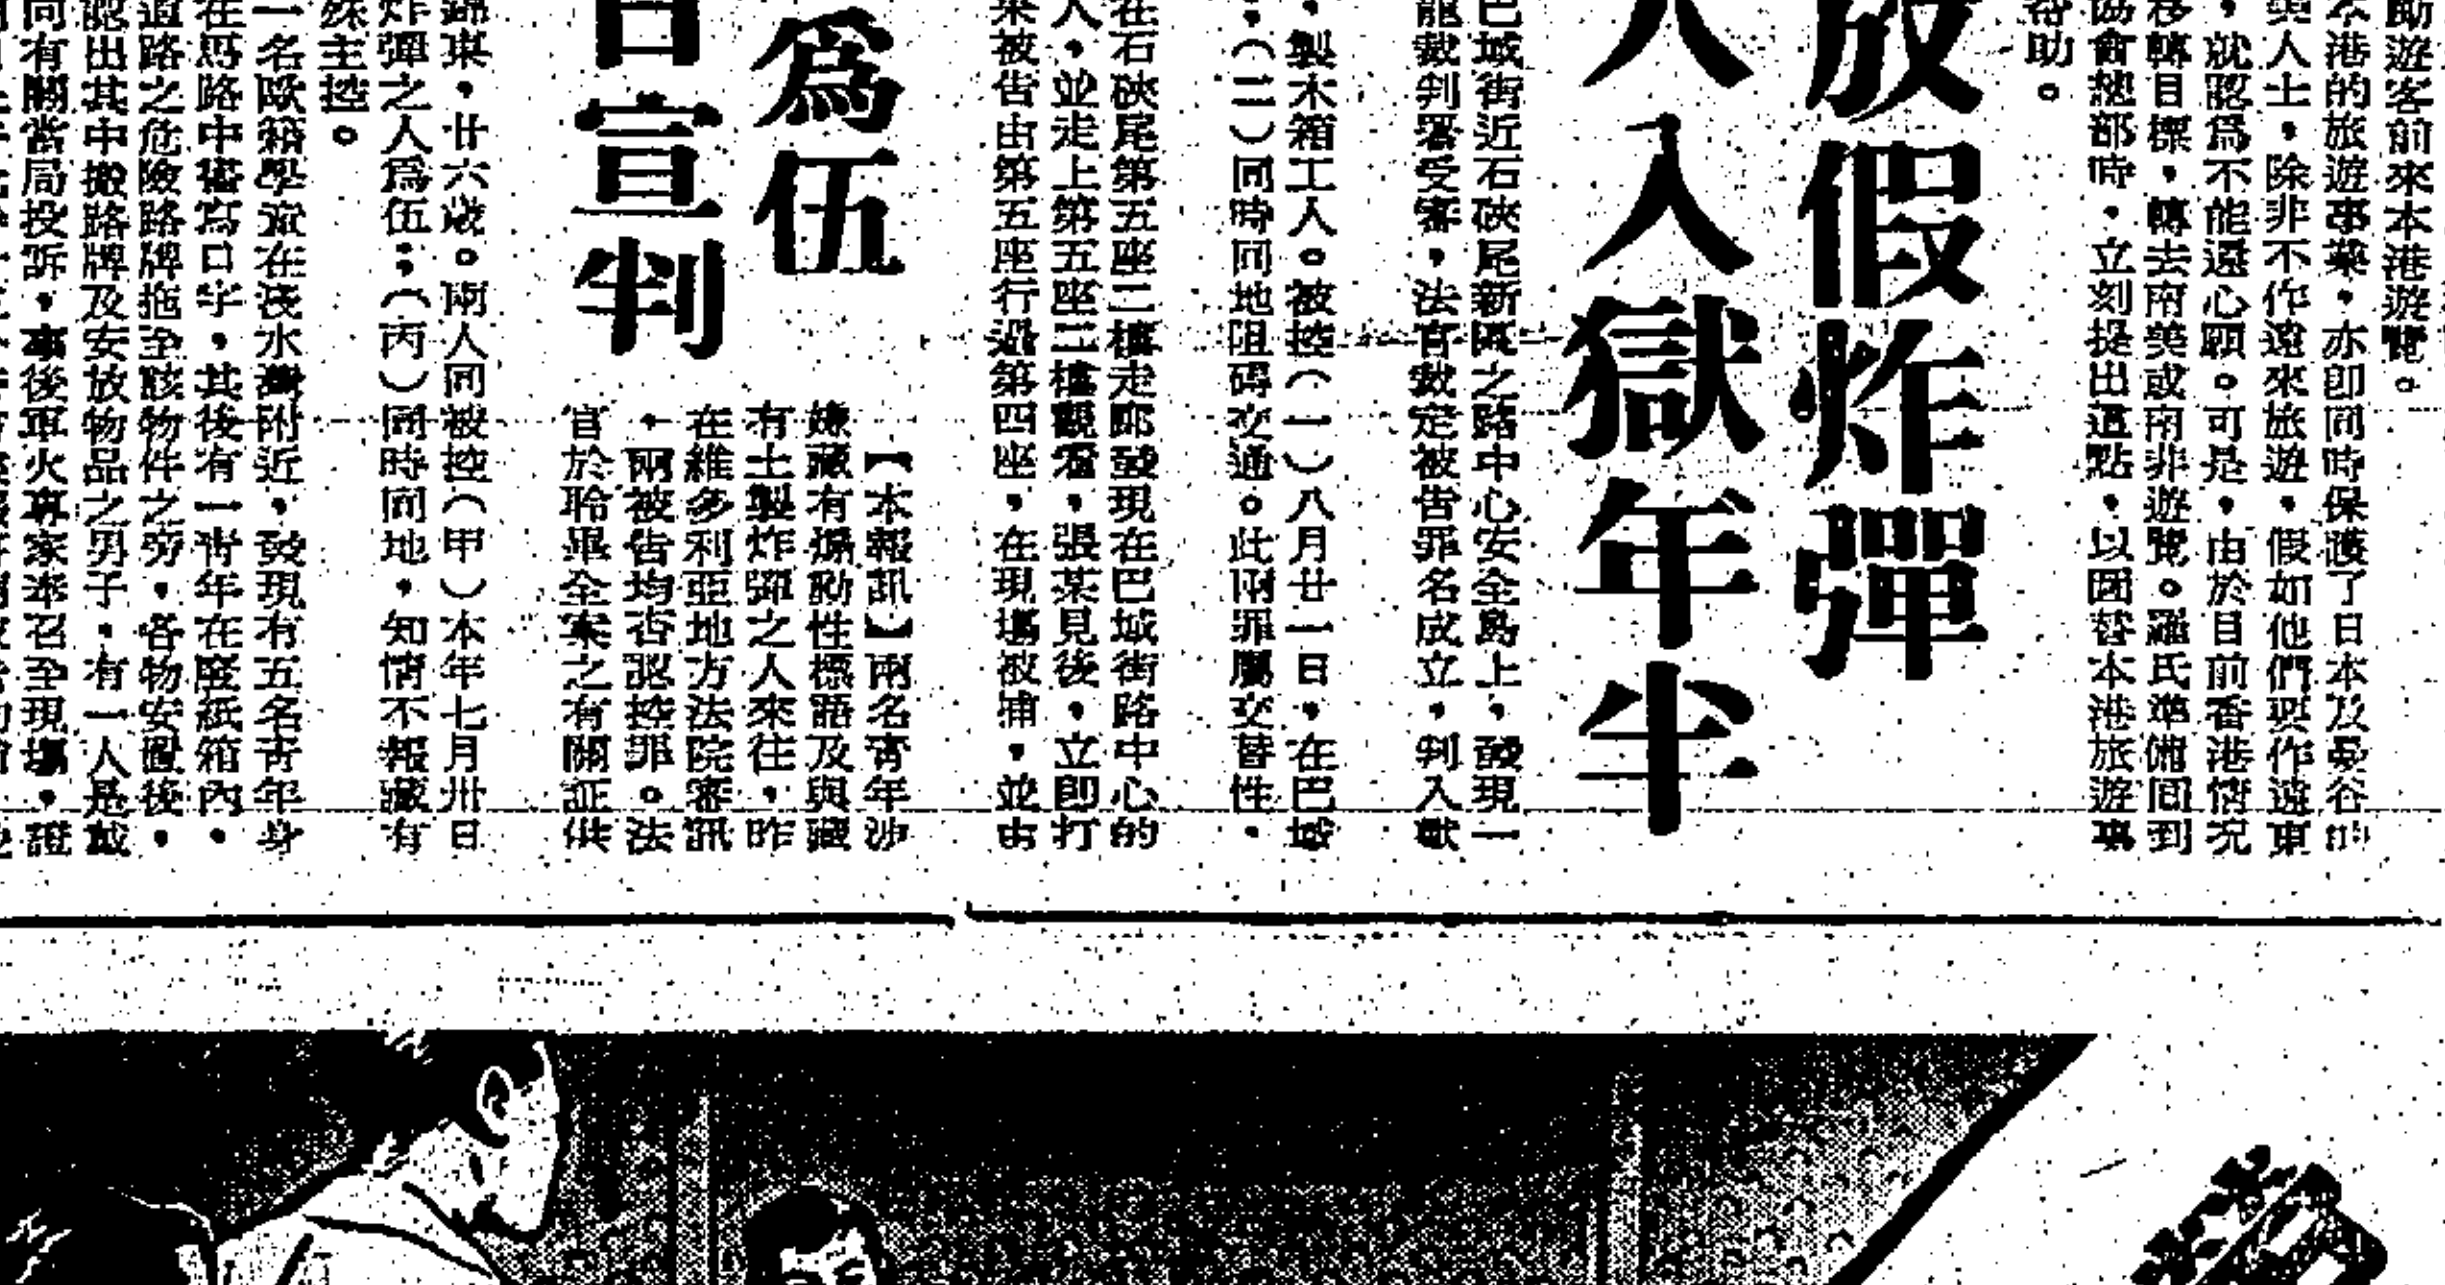 助遊客前來本港遊覽。
本港的旅遊事業，亦卽同時保護了日本及曼谷的
美人士，除非不作遠來旅遊，假如他們要作遠東
，就認爲不能還心願。可是，由於目前香港情况
移轉目標，轉去南美或南非遊覽。羅氏準備回到
協會總部時，立刻提出這點，以圖替本港旅遊事
助。
放假炸彈
人入獄年半
巴域街近石硤尾新區之路中心安全島上，發現一
龍裁判署受審，法官裁定被告罪名成立，判入獄
，製木箱工人。被控（一）八月廿一日，在巴域
，（二）同時同地阻碍交通。此兩罪屬交替性，
在石硤尾第五座二樓走廊發現在巴域街路中心的
人，並走上第五座二樓觀看，張某見後，立卽打
某被告由第五座行過第四座，在現塲被捕，並由
爲伍
日宣判
【本報訊】兩名靑年涉
嫌藏有煽動性標語及與藏
有土製炸彈之人來往，昨
在維多利亞地方法院審訊
，兩被告均否認控罪。法
官於聆畢全案之有關証供
錦東，廿六歲。兩人同被控（甲）本年七月卅日
炸彈之人爲伍；（丙）同時同地，知情不報藏有
主控。
一名歐籍學童在淺水灣附近，發現有五名靑年身
在馬路中書寫口字，其後有一靑年在廢紙箱內，
道路之危險路牌拖至該物件之旁，各物安置後，
認出其中搬路牌及安放物品之男子，有一人是戴
同有關當局投訴，事後軍火專家奉召至現塲，證